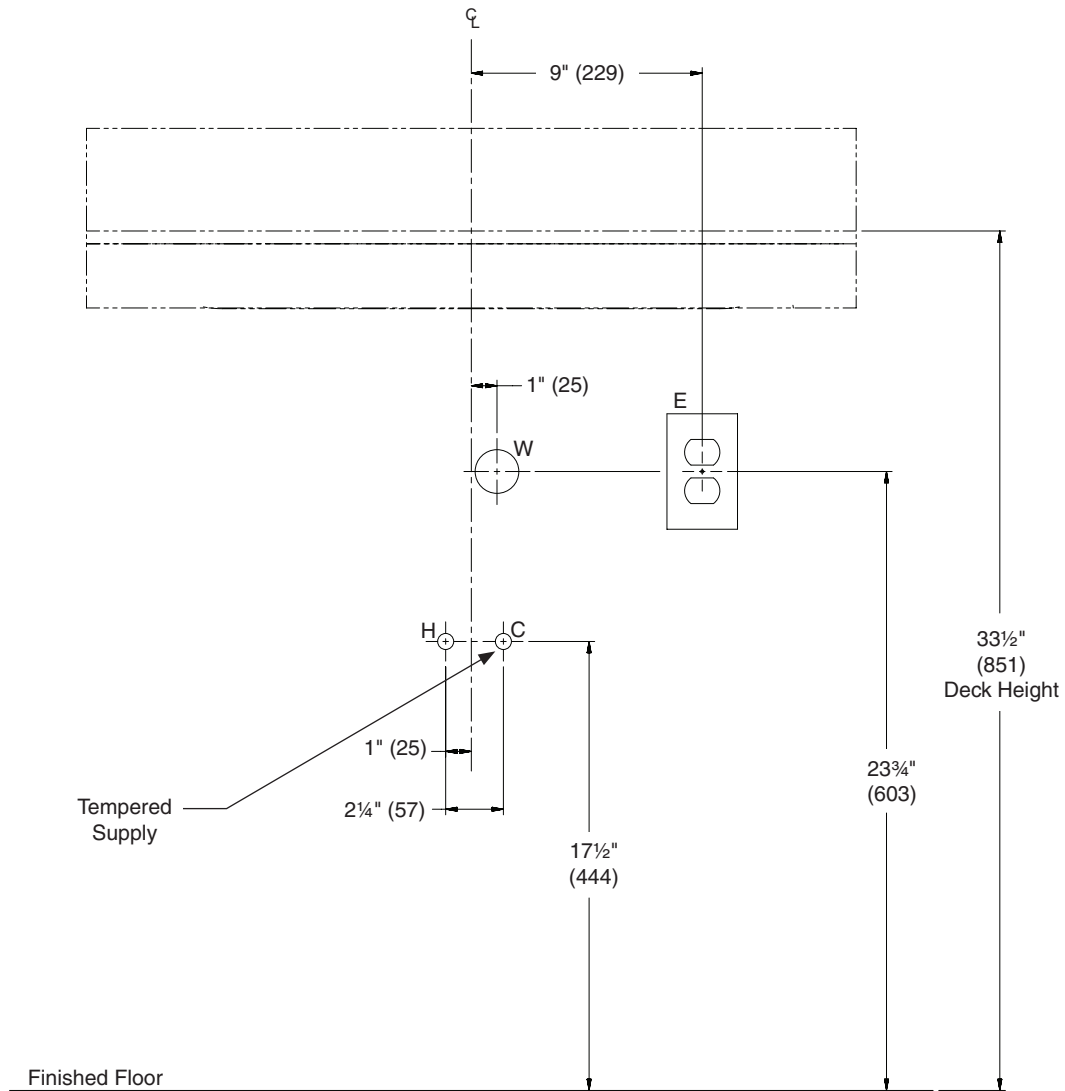 ℄
9" (229)
1" (25)
E
W
H
C
33½"
(851)
Deck Height
1" (25)
23¾"
(603)
Tempered
Supply
2¼" (57)
17½"
(444)
Finished Floor